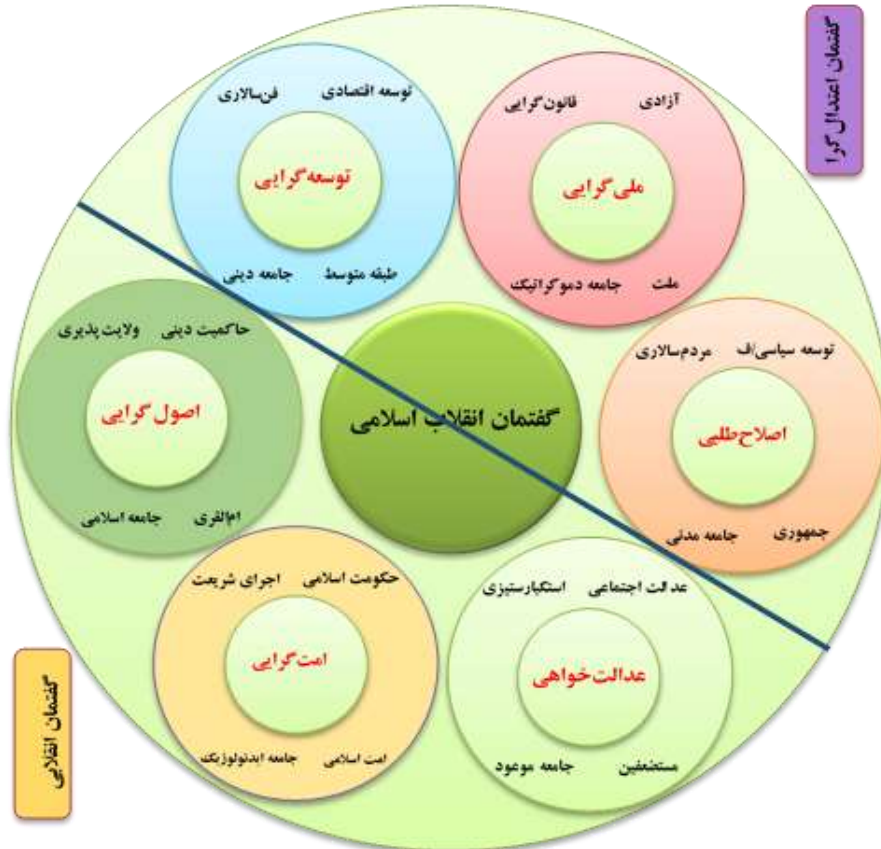 گفتمان اعتدال‌گرا
آزادی
قانون‌گرایی
ملی‌گرایی
ملت
جامعه دموکراتیک
توسعه اقتصادی
فن‌سالاری
توسعه‌گرایی
طبقه متوسط
جامعه دینی
توسعه سیاسی/ف
مردم‌سالاری
اصلاح‌طلبی
جمهوری
جامعه مدنی
گفتمان انقلاب اسلامی
حاکمیت دینی
ولایت‌پذیری
اصول‌گرایی
ام‌القری
جامعه اسلامی
عدالت اجتماعی
استکبارستیزی
عدالت‌خواهی
مستضعفین
جامعه موعود
حکومت اسلامی
اجرای شریعت
امت‌گرایی
امت اسلامی
جامعه ایدئولوژیک
گفتمان انقلابی